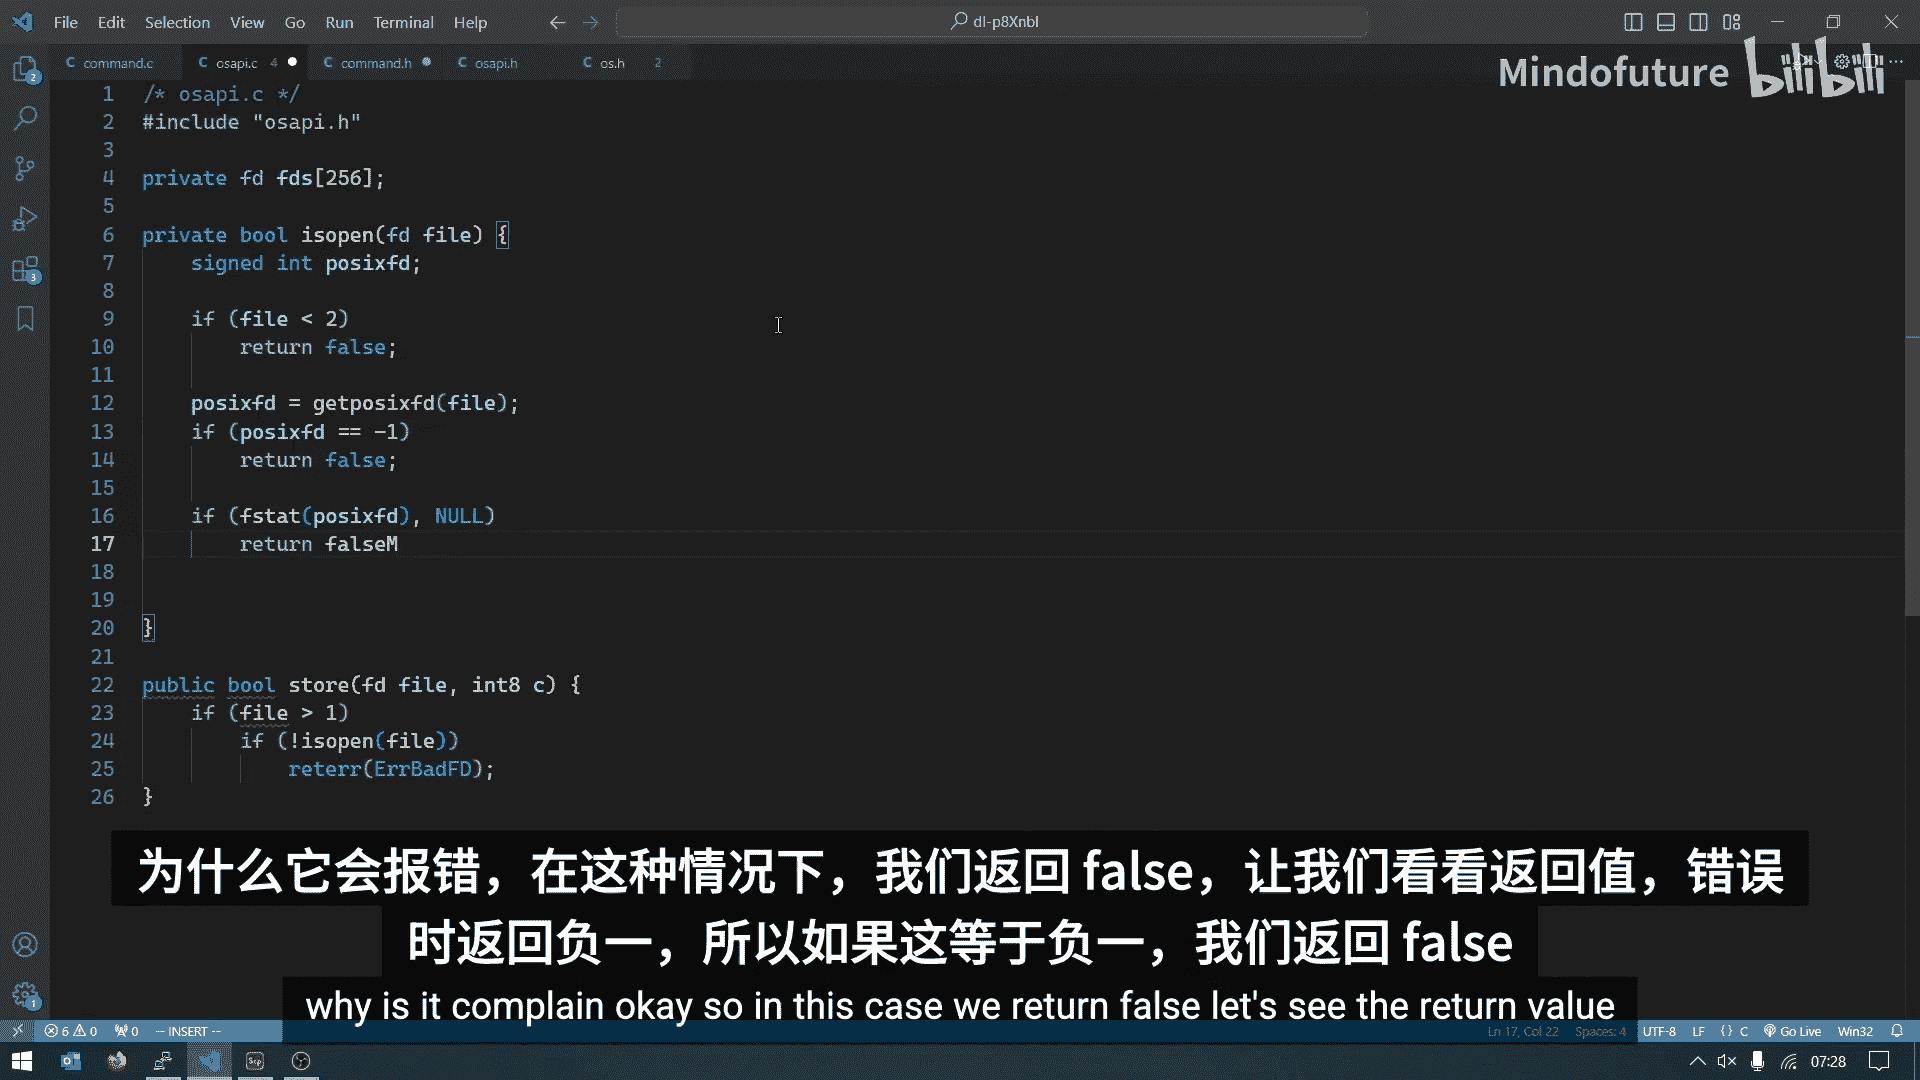 File Edit Selection View Go Run Terminal Help
dl-p8Xnbl
C command.c C osapi.c 4 C command.h C osapi.h C os.h 2
Mindofuture bilibili
1 /* osapi.c */
2 #include "osapi.h"
3
4 private fd fds[256];
5
6 private bool isopen(fd file) {
7 signed int posixfd;
8
9 if (file < 2)
10 return false;
11
12 posixfd = getposixfd(file);
13 if (posixfd == -1)
14 return false;
15
16 if (fstat(posixfd), NULL)
17 return falseM
18
19
20 }
21
22 public bool store(fd file, int8 c) {
23 if (file > 1)
24 if (!isopen(file))
25 reterr(ErrBadFD);
26 }
2
3
1
为什么它会报错，在这种情况下，我们返回 false，让我们看看返回值，错误
时返回负一，所以如果这等于负一，我们返回 false
why is it complain okay so in this case we return false let's see the return value
6 0 0 -- INSERT -- Ln 17, Col 22 Spaces: 4 UTF-8 LF {} C Go Live Win32
07:28